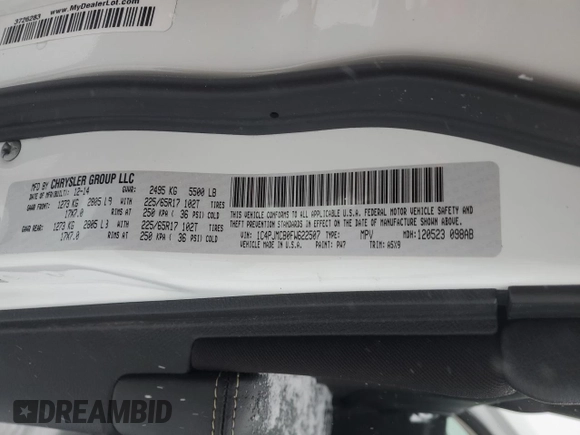 3726283
www.MyDealerLot.com
MFD BY CHRYSLER GROUP LLC
DATE OF MFR/BUILT: 12-14 GVWR: 2495 KG 5500 LB
GAWR FRONT: 1273 KG 2805 LB 225/65R17 102T TIRES
17X7.0 RIMS AT 250 KPA ( 36 PSI) COLD
GAWR REAR: 1273 KG 2805 LB 225/65R17 102T TIRES
17X7.0 RIMS AT 250 KPA ( 36 PSI) COLD
THIS VEHICLE CONFORMS TO ALL APPLICABLE U.S.A. FEDERAL MOTOR VEHICLE SAFETY AND
THEFT PREVENTION STANDARDS IN EFFECT ON THE DATE OF MANUFACTURE SHOWN ABOVE.
VIN: 1C4PJMCB0FW622507 TYPE: MPV MDH: 120523 098AB
VEHICLE MADE IN U.S.A. PAINT: PW7 TRIM: A5X9
DREAMBID